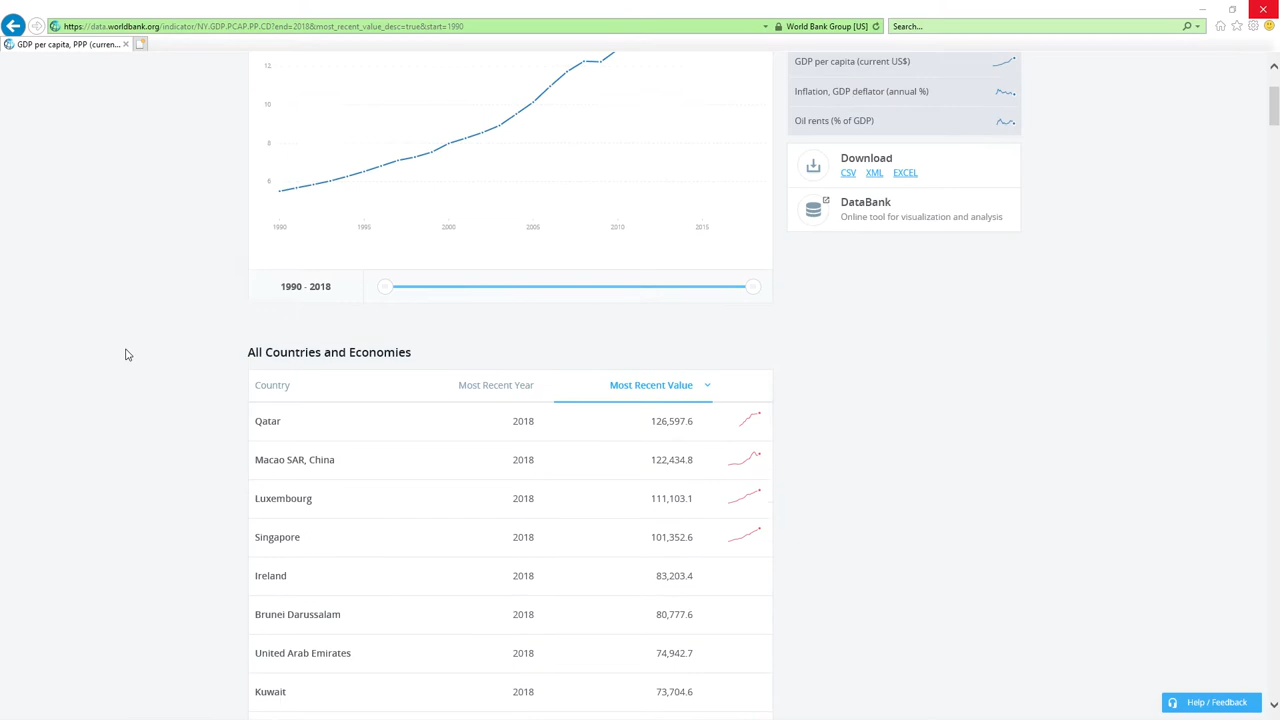 https://data.worldbank.org/indicator/NY.GDP.PCAP.PP.CD?end=2018&most_recent_value_desc=true&start=1990
World Bank Group [US]
Search...
GDP per capita, PPP (curren...
12
10
8
6
1990
1995
2000
2005
2010
2015
1990 - 2018
GDP per capita (current US$)
Inflation, GDP deflator (annual %)
Oil rents (% of GDP)
Download
CSV XML EXCEL
DataBank
Online tool for visualization and analysis
All Countries and Economies
Country Most Recent Year Most Recent Value
Qatar 2018 126,597.6
Macao SAR, China 2018 122,434.8
Luxembourg 2018 111,103.1
Singapore 2018 101,352.6
Ireland 2018 83,203.4
Brunei Darussalam 2018 80,777.6
United Arab Emirates 2018 74,942.7
Kuwait 2018 73,704.6
Help / Feedback